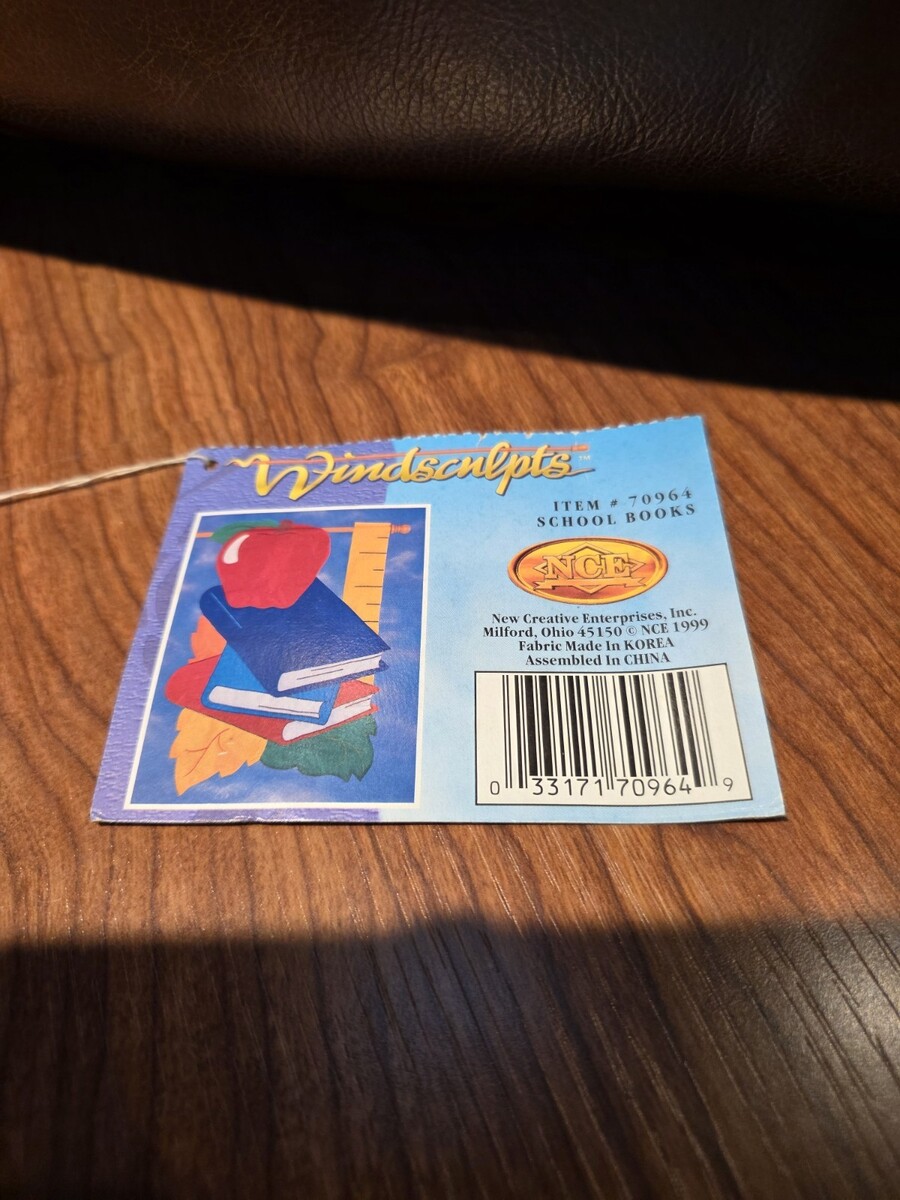 Windsculpts™
ITEM # 70964
SCHOOL BOOKS
NCE
New Creative Enterprises, Inc.
Milford, Ohio 45150 © NCE 1999
Fabric Made In KOREA
Assembled In CHINA
0 33171 70964 9